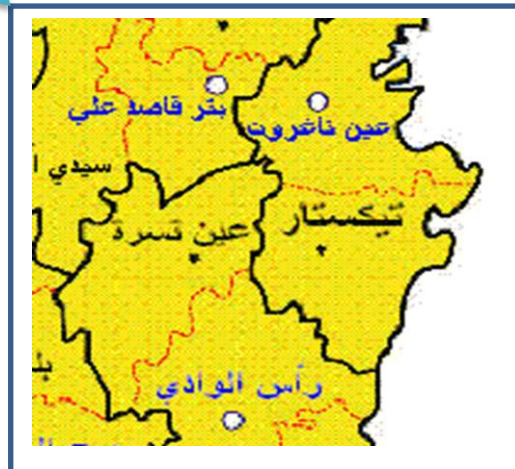 عين تاغروت
بئر قاصد علي
سيدي أ
تيكستار
عين تسرة
رأس الوادي